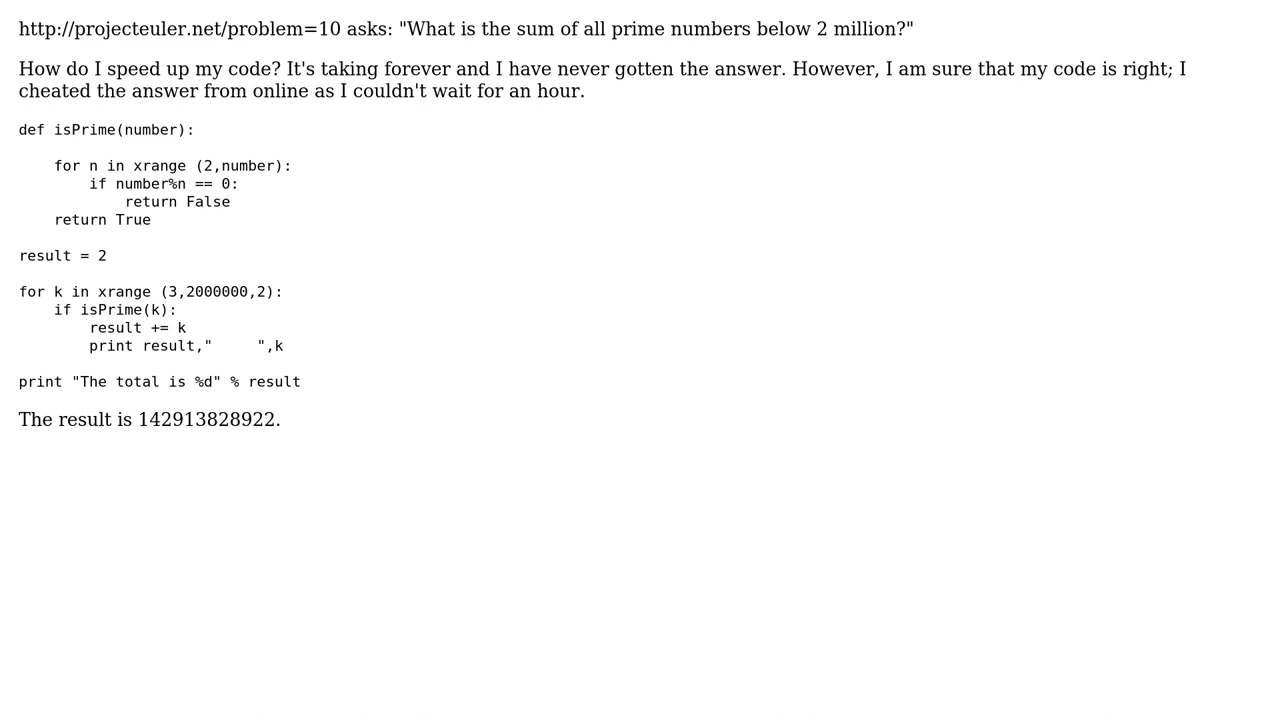 http://projecteuler.net/problem=10 asks: "What is the sum of all prime numbers below 2 million?"
How do I speed up my code? It's taking forever and I have never gotten the answer. However, I am sure that my code is right; I
cheated the answer from online as I couldn't wait for an hour.
def isPrime(number):
    for n in xrange (2,number):
        if number%n == 0:
            return False
    return True
result = 2
for k in xrange (3,2000000,2):
    if isPrime(k):
        result += k
        print result,"     ",k
print "The total is %d" % result
The result is 142913828922.